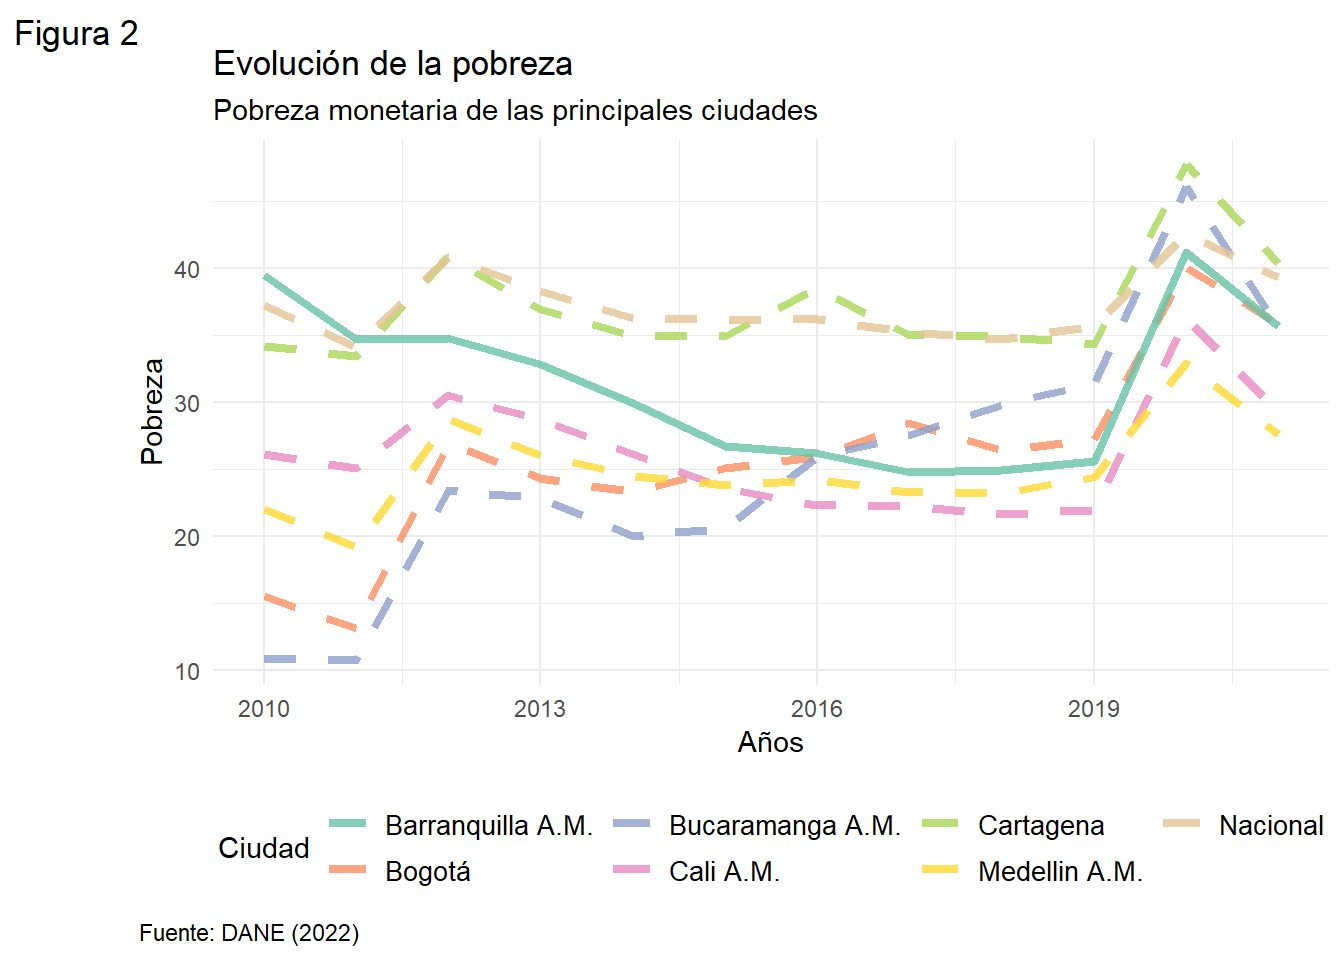 Figura 2
Evolución de la pobreza
Pobreza monetaria de las principales ciudades
Pobreza
40
30
20
10
2010 2013 2016 2019
Años
Ciudad
Barranquilla A.M. Bucaramanga A.M. Cartagena Nacional
Bogotá Cali A.M. Medellin A.M.
Fuente: DANE (2022)